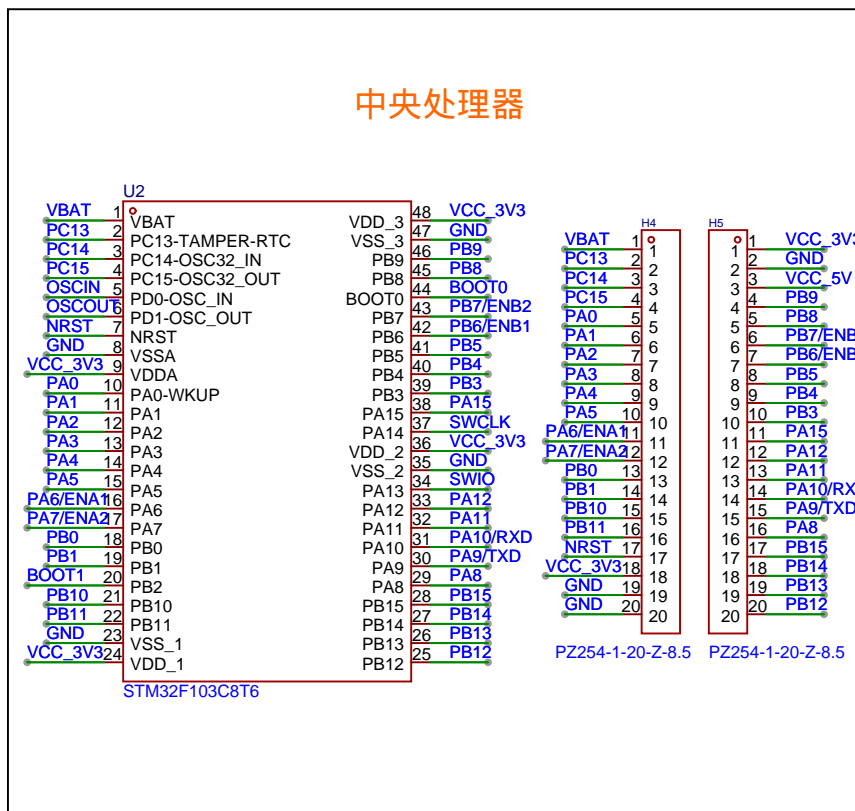 中央处理器
U2
VBAT 1 VBAT VDD_3 48 VCC_3V3
PC13 2 PC13-TAMPER-RTC VSS_3 47 GND
PC14 3 PC14-OSC32_IN PB9 46 PB9
PC15 4 PC15-OSC32_OUT PB8 45 PB8
OSCIN 5 PD0-OSC_IN BOOT0 44 BOOT0
OSCOUT 6 PD1-OSC_OUT PB7 43 PB7/ENB2
NRST 7 NRST PB6 42 PB6/ENB1
GND 8 VSSA PB5 41 PB5
VCC_3V3 9 VDDA PB4 40 PB4
PA0 10 PA0-WKUP PB3 39 PB3
PA1 11 PA1 PA15 38 PA15
PA2 12 PA2 PA14 37 SWCLK
PA3 13 PA3 VDD_2 36 VCC_3V3
PA4 14 PA4 VSS_2 35 GND
PA5 15 PA5 PA13 34 SWIO
PA6/ENA1 16 PA6 PA12 33 PA12
PA7/ENA2 17 PA7 PA11 32 PA11
PB0 18 PB0 PA10 31 PA10/RXD
PB1 19 PB1 PA9 30 PA9/TXD
BOOT1 20 PB2 PA8 29 PA8
PB10 21 PB10 PB15 28 PB15
PB11 22 PB11 PB14 27 PB14
GND 23 VSS_1 PB13 26 PB13
VCC_3V3 24 VDD_1 PB12 25 PB12
STM32F103C8T6
H4
VBAT 1 1
PC13 2 2
PC14 3 3
PC15 4 4
PA0 5 5
PA1 6 6
PA2 7 7
PA3 8 8
PA4 9 9
PA5 10 10
PA6/ENA1 11 11
PA7/ENA2 12 12
PB0 13 13
PB1 14 14
PB10 15 15
PB11 16 16
NRST 17 17
VCC_3V3 18 18
GND 19 19
GND 20 20
PZ254-1-20-Z-8.5
H5
1 1 VCC_3V3
2 2 GND
3 3 VCC_5V
4 4 PB9
5 5 PB8
6 6 PB7/ENB
7 7 PB6/ENB
8 8 PB5
9 9 PB4
10 10 PB3
11 11 PA15
12 12 PA12
13 13 PA11
14 14 PA10/RX
15 15 PA9/TXD
16 16 PA8
17 17 PB15
18 18 PB14
19 19 PB13
20 20 PB12
PZ254-1-20-Z-8.5